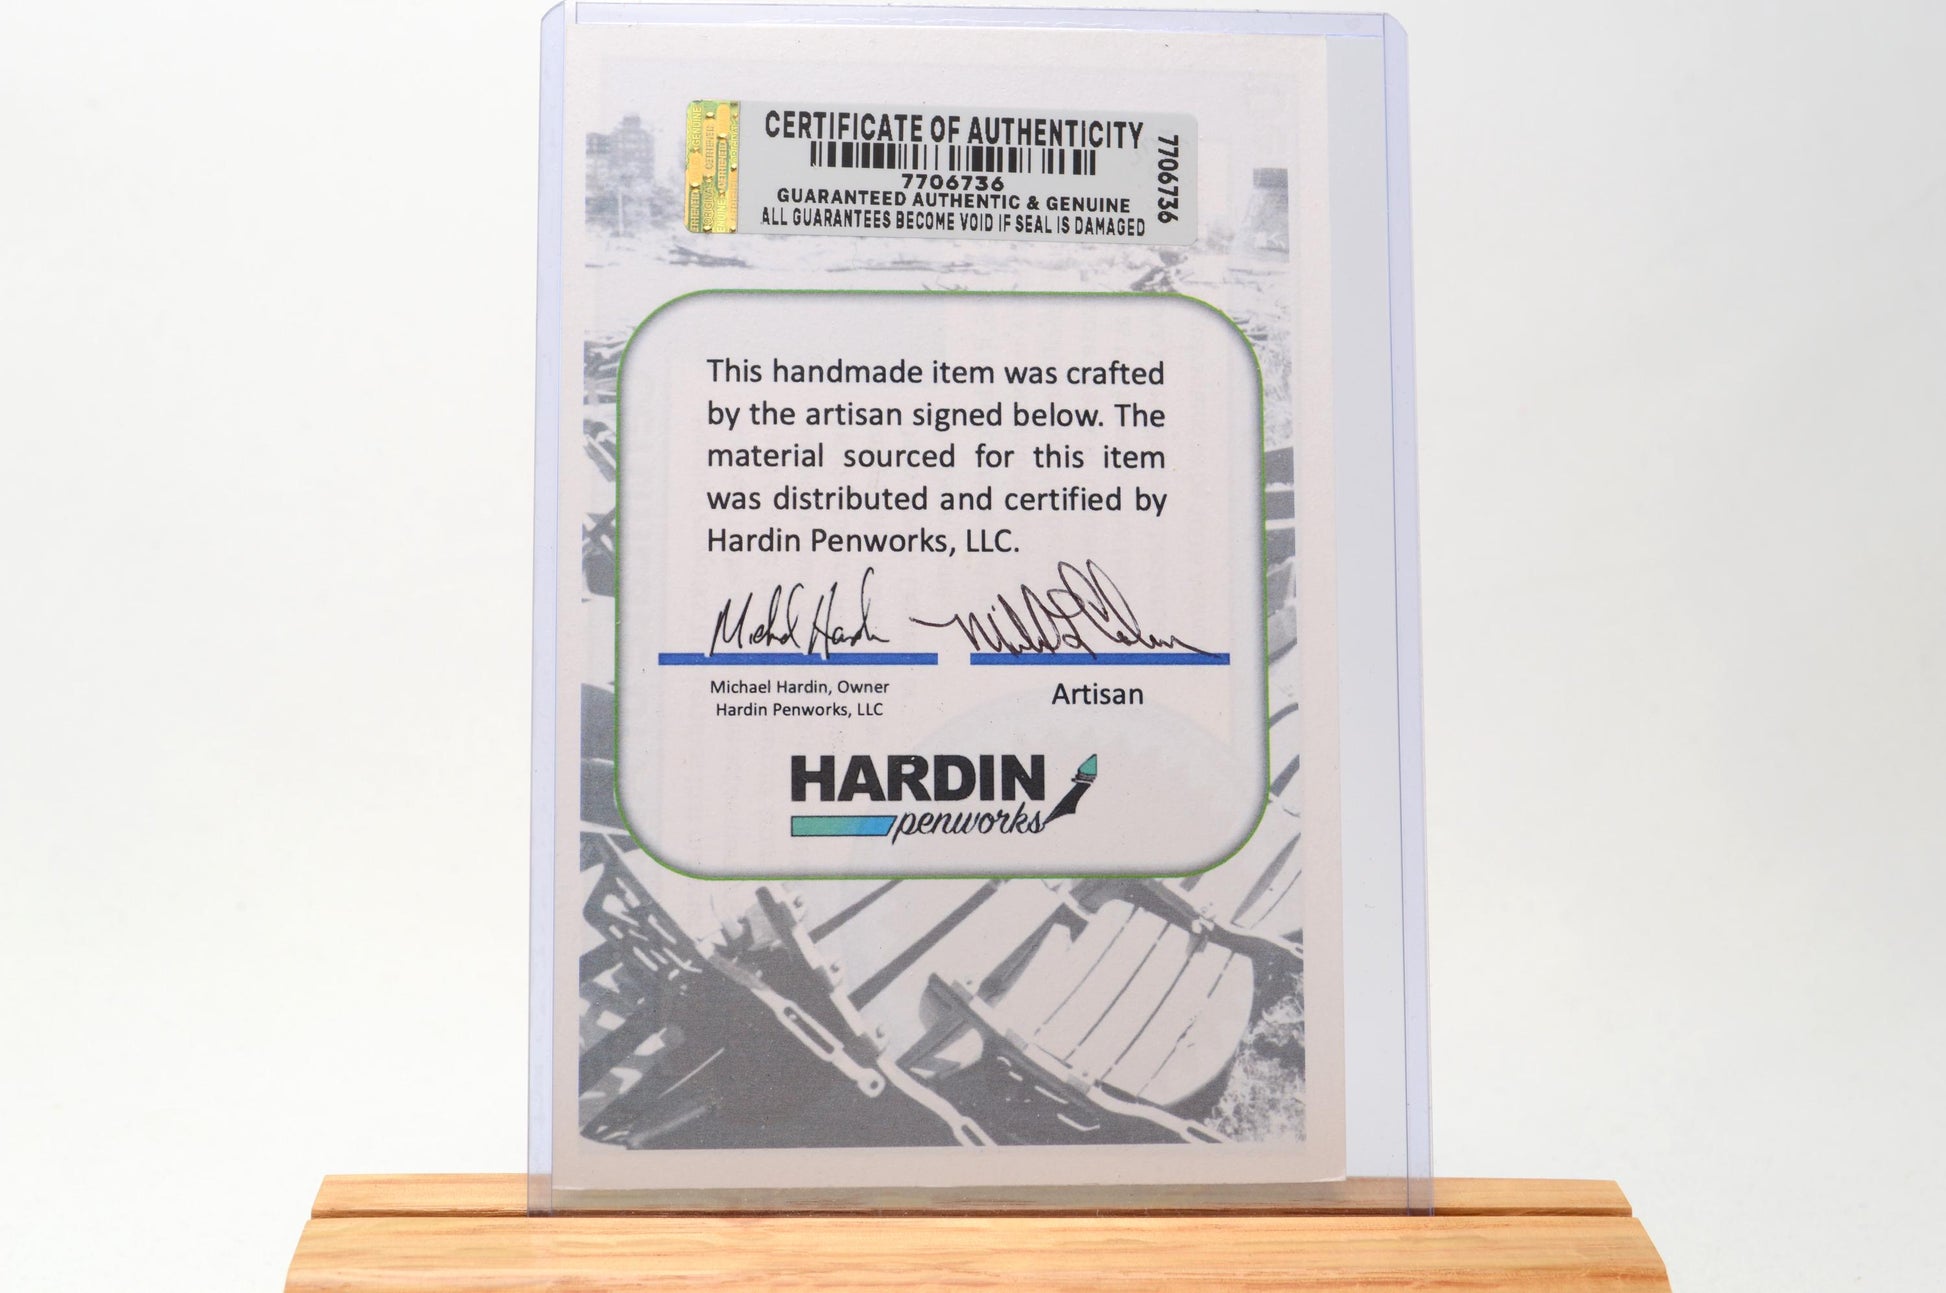 CERTIFICATE OF AUTHENTICITY
7706736
7706736
GUARANTEED AUTHENTIC & GENUINE
ALL GUARANTEES BECOME VOID IF SEAL IS DAMAGED
This handmade item was crafted
by the artisan signed below. The
material sourced for this item
was distributed and certified by
Hardin Penworks, LLC.
Michael Hardin
Michael Hardin, Owner
Hardin Penworks, LLC
Artisan
HARDIN
penworks